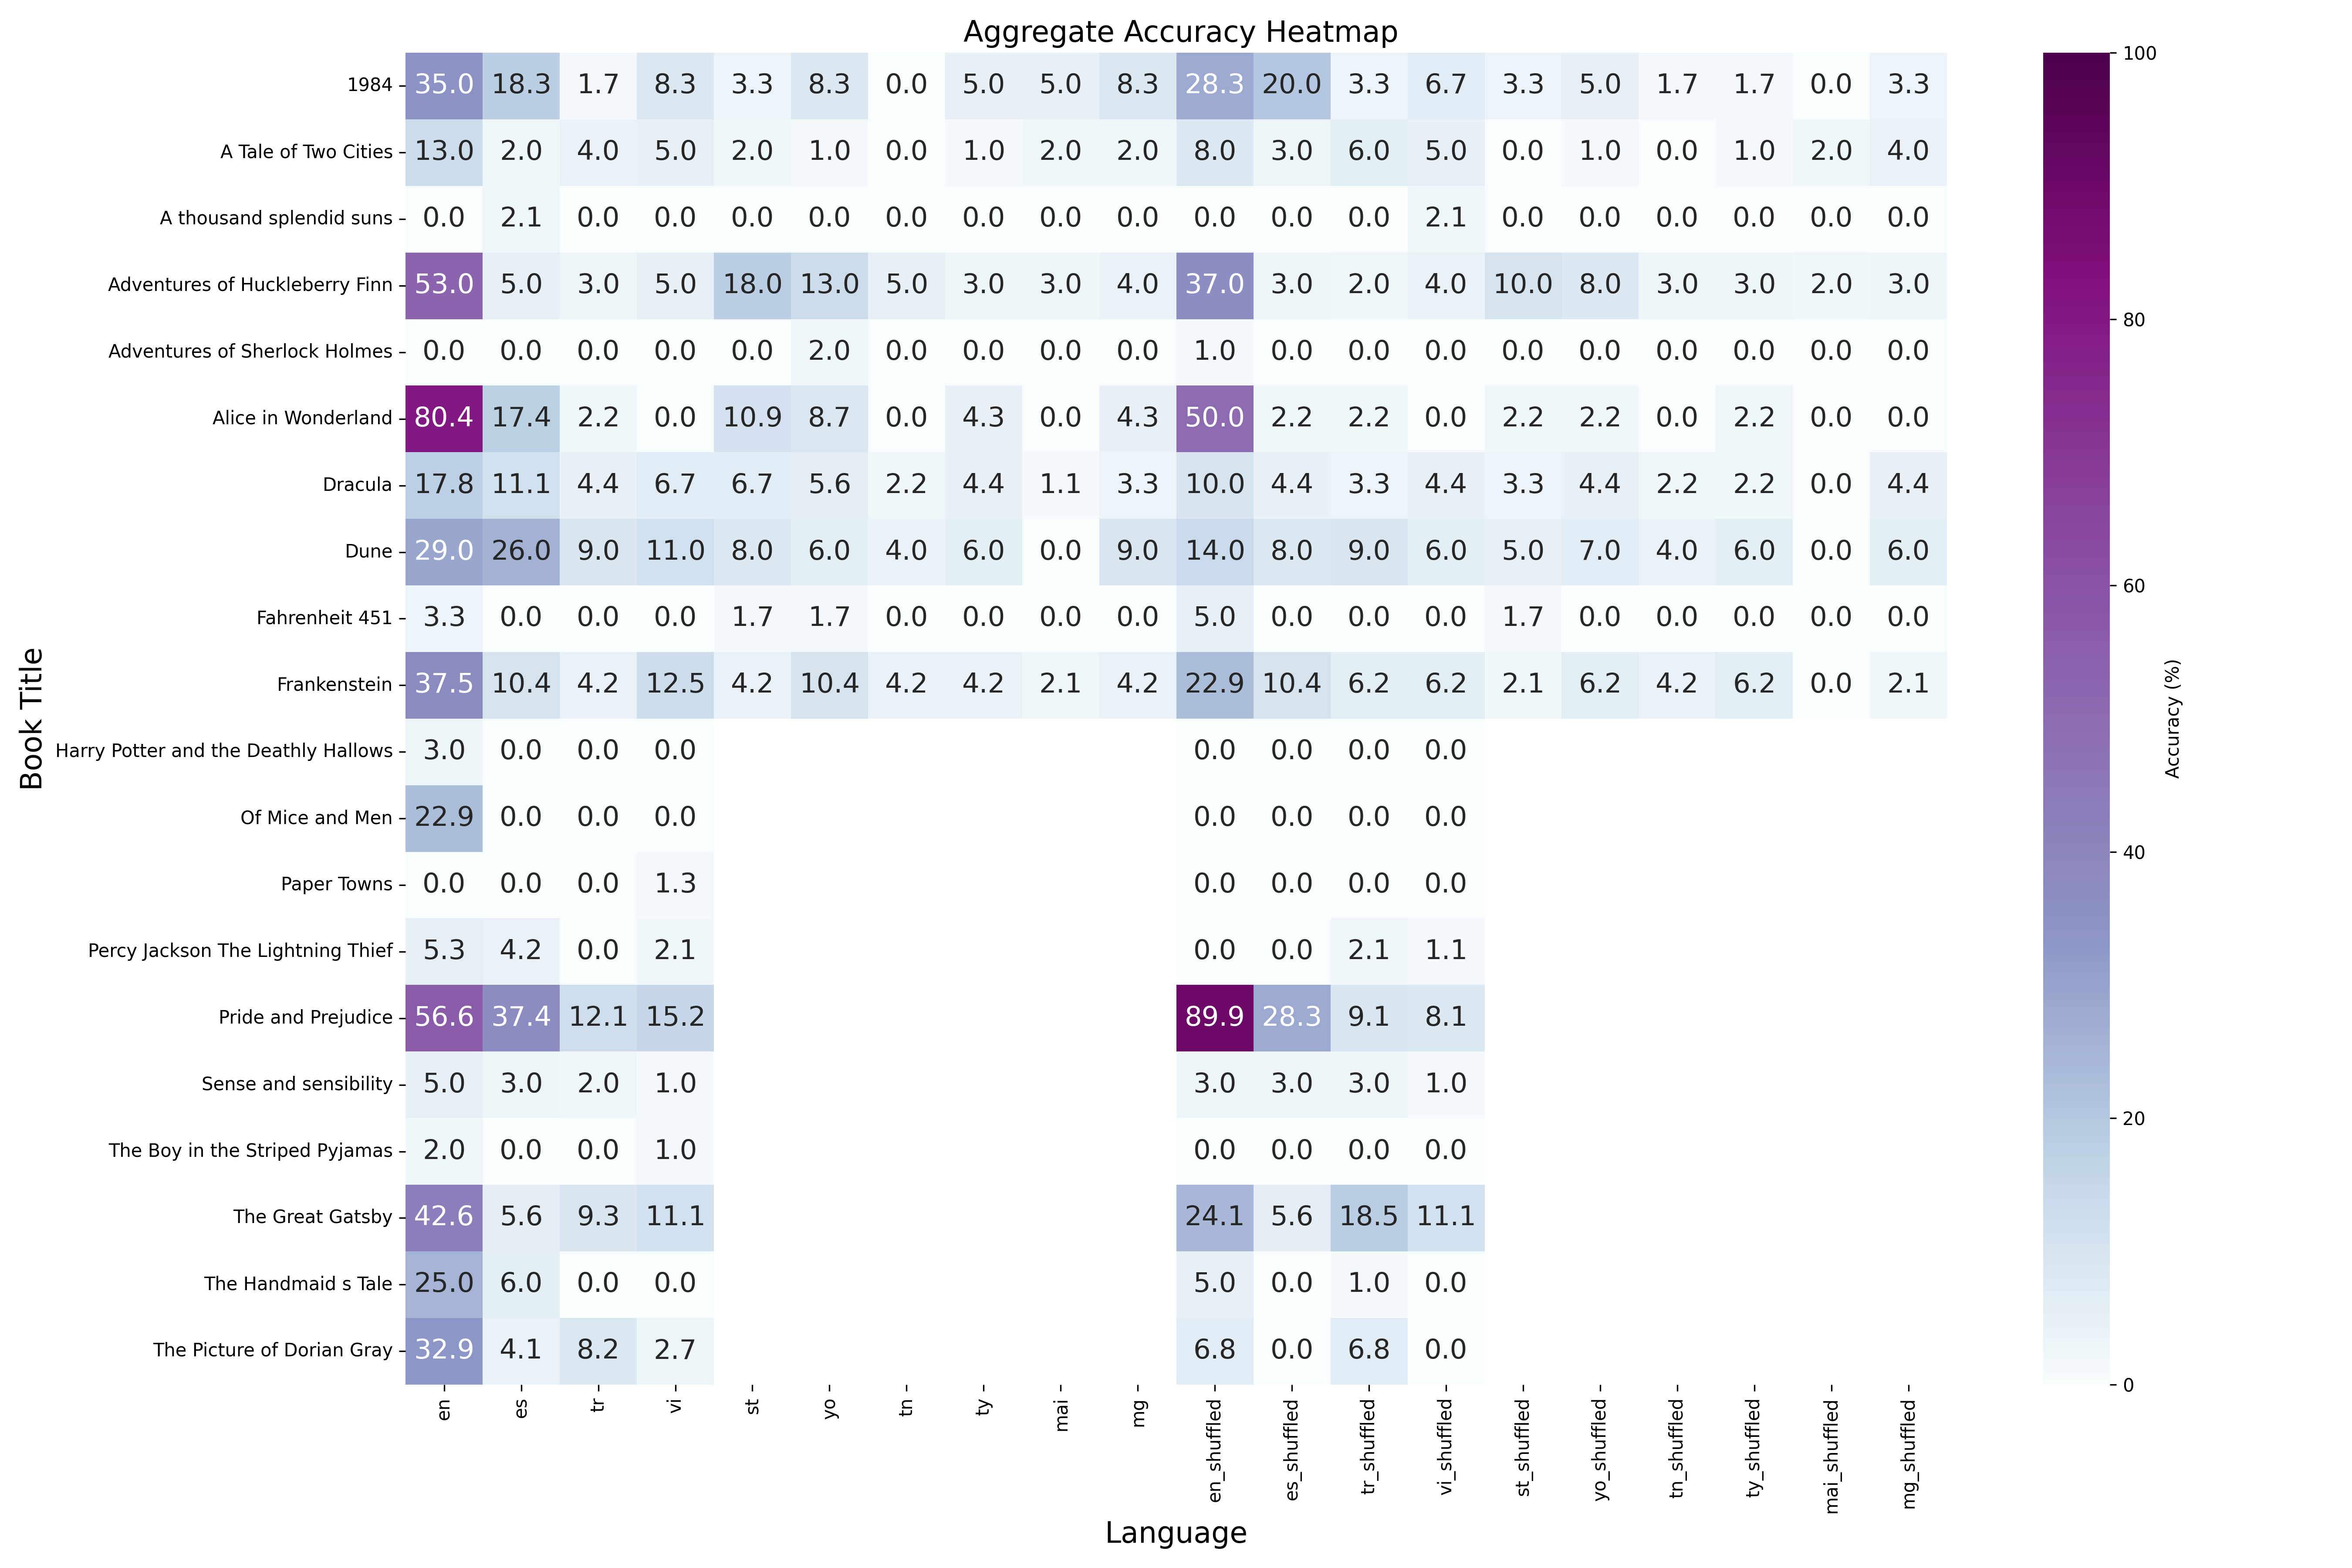 Aggregate Accuracy Heatmap
1984 35.0 18.3 1.7 8.3 3.3 8.3 0.0 5.0 5.0 8.3 28.3 20.0 3.3 6.7 3.3 5.0 1.7 1.7 0.0 3.3
A Tale of Two Cities 13.0 2.0 4.0 5.0 2.0 1.0 0.0 1.0 2.0 2.0 8.0 3.0 6.0 5.0 0.0 1.0 0.0 1.0 2.0 4.0
A thousand splendid suns 0.0 2.1 0.0 0.0 0.0 0.0 0.0 0.0 0.0 0.0 0.0 0.0 0.0 2.1 0.0 0.0 0.0 0.0 0.0 0.0
Adventures of Huckleberry Finn 53.0 5.0 3.0 5.0 18.0 13.0 5.0 3.0 3.0 4.0 37.0 3.0 2.0 4.0 10.0 8.0 3.0 3.0 2.0 3.0
Adventures of Sherlock Holmes 0.0 0.0 0.0 0.0 0.0 2.0 0.0 0.0 0.0 0.0 1.0 0.0 0.0 0.0 0.0 0.0 0.0 0.0 0.0 0.0
Alice in Wonderland 80.4 17.4 2.2 0.0 10.9 8.7 0.0 4.3 0.0 4.3 50.0 2.2 2.2 0.0 2.2 2.2 0.0 2.2 0.0 0.0
Dracula 17.8 11.1 4.4 6.7 6.7 5.6 2.2 4.4 1.1 3.3 10.0 4.4 3.3 4.4 3.3 4.4 2.2 2.2 0.0 4.4
Dune 29.0 26.0 9.0 11.0 8.0 6.0 4.0 6.0 0.0 9.0 14.0 8.0 9.0 6.0 5.0 7.0 4.0 6.0 0.0 6.0
Fahrenheit 451 3.3 0.0 0.0 0.0 1.7 1.7 0.0 0.0 0.0 0.0 5.0 0.0 0.0 0.0 1.7 0.0 0.0 0.0 0.0 0.0
Frankenstein 37.5 10.4 4.2 12.5 4.2 10.4 4.2 4.2 2.1 4.2 22.9 10.4 6.2 6.2 2.1 6.2 4.2 6.2 0.0 2.1
Harry Potter and the Deathly Hallows 3.0 0.0 0.0 0.0 0.0 0.0 0.0 0.0
Of Mice and Men 22.9 0.0 0.0 0.0 0.0 0.0 0.0 0.0
Paper Towns 0.0 0.0 0.0 1.3 0.0 0.0 0.0 0.0
Percy Jackson The Lightning Thief 5.3 4.2 0.0 2.1 0.0 0.0 2.1 1.1
Pride and Prejudice 56.6 37.4 12.1 15.2 89.9 28.3 9.1 8.1
Sense and sensibility 5.0 3.0 2.0 1.0 3.0 3.0 3.0 1.0
The Boy in the Striped Pyjamas 2.0 0.0 0.0 1.0 0.0 0.0 0.0 0.0
The Great Gatsby 42.6 5.6 9.3 11.1 24.1 5.6 18.5 11.1
The Handmaid s Tale 25.0 6.0 0.0 0.0 5.0 0.0 1.0 0.0
The Picture of Dorian Gray 32.9 4.1 8.2 2.7 6.8 0.0 6.8 0.0
en es tr vi st yo tn ty mai mg en_shuffled es_shuffled tr_shuffled vi_shuffled st_shuffled yo_shuffled tn_shuffled ty_shuffled mai_shuffled mg_shuffled
Language
Book Title
100
80
60
40
20
0
Accuracy (%)